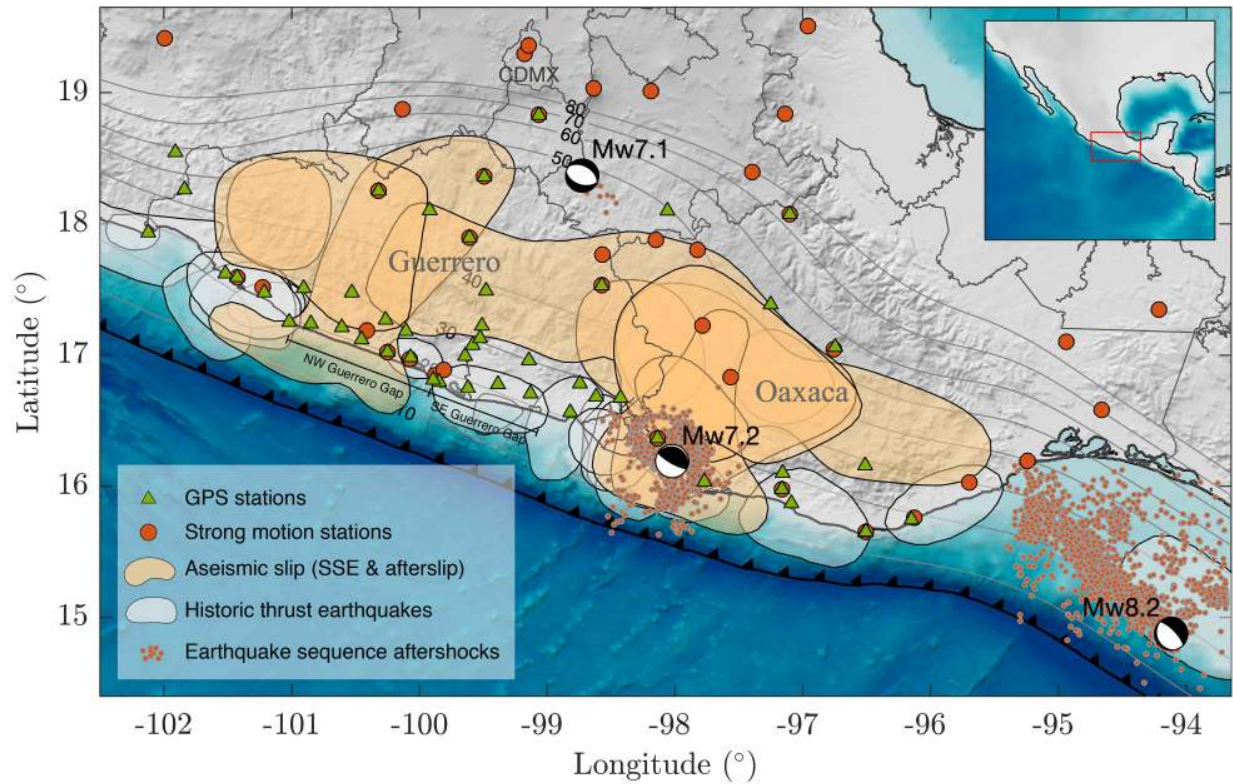 19
18
17
16
15
Latitude (°)
CDMX
80
70
60
50
Mw7.1
Guerrero
40
30
NW Guerrero Gap
SE Guerrero Gap
10
Oaxaca
Mw7.2
Mw8.2
GPS stations
Strong motion stations
Aseismic slip (SSE & afterslip)
Historic thrust earthquakes
Earthquake sequence aftershocks
-102
-101
-100
-99
-98
-97
-96
-95
-94
Longitude (°)